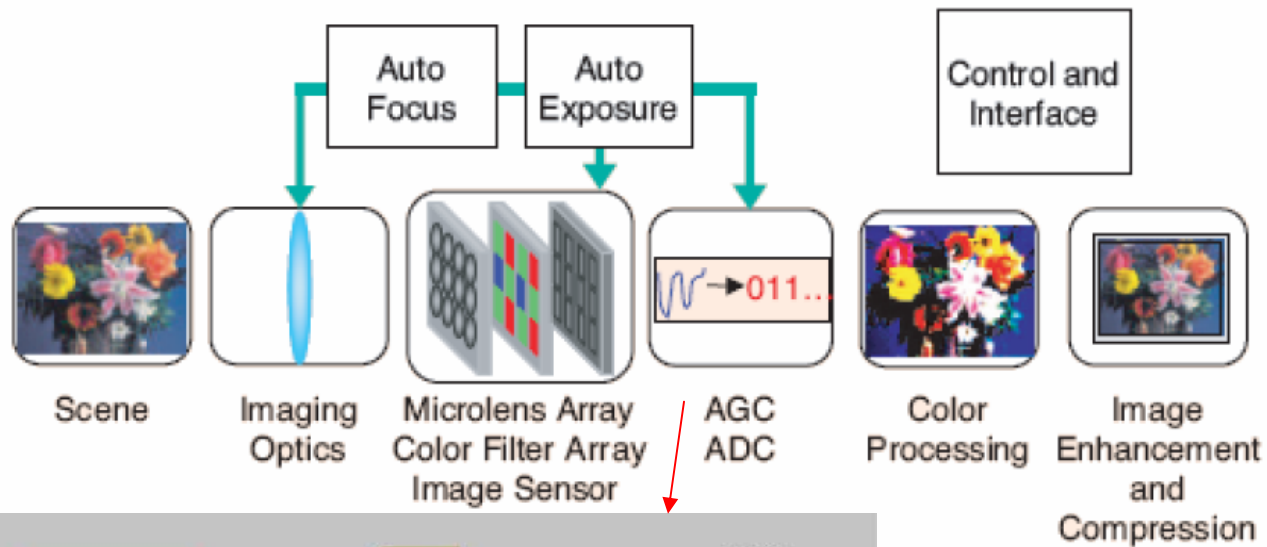 Auto
Focus
Auto
Exposure
Control and
Interface
011...
Scene
Imaging
Optics
Microlens Array
Color Filter Array
Image Sensor
AGC
ADC
Color
Processing
Image
Enhancement
and
Compression